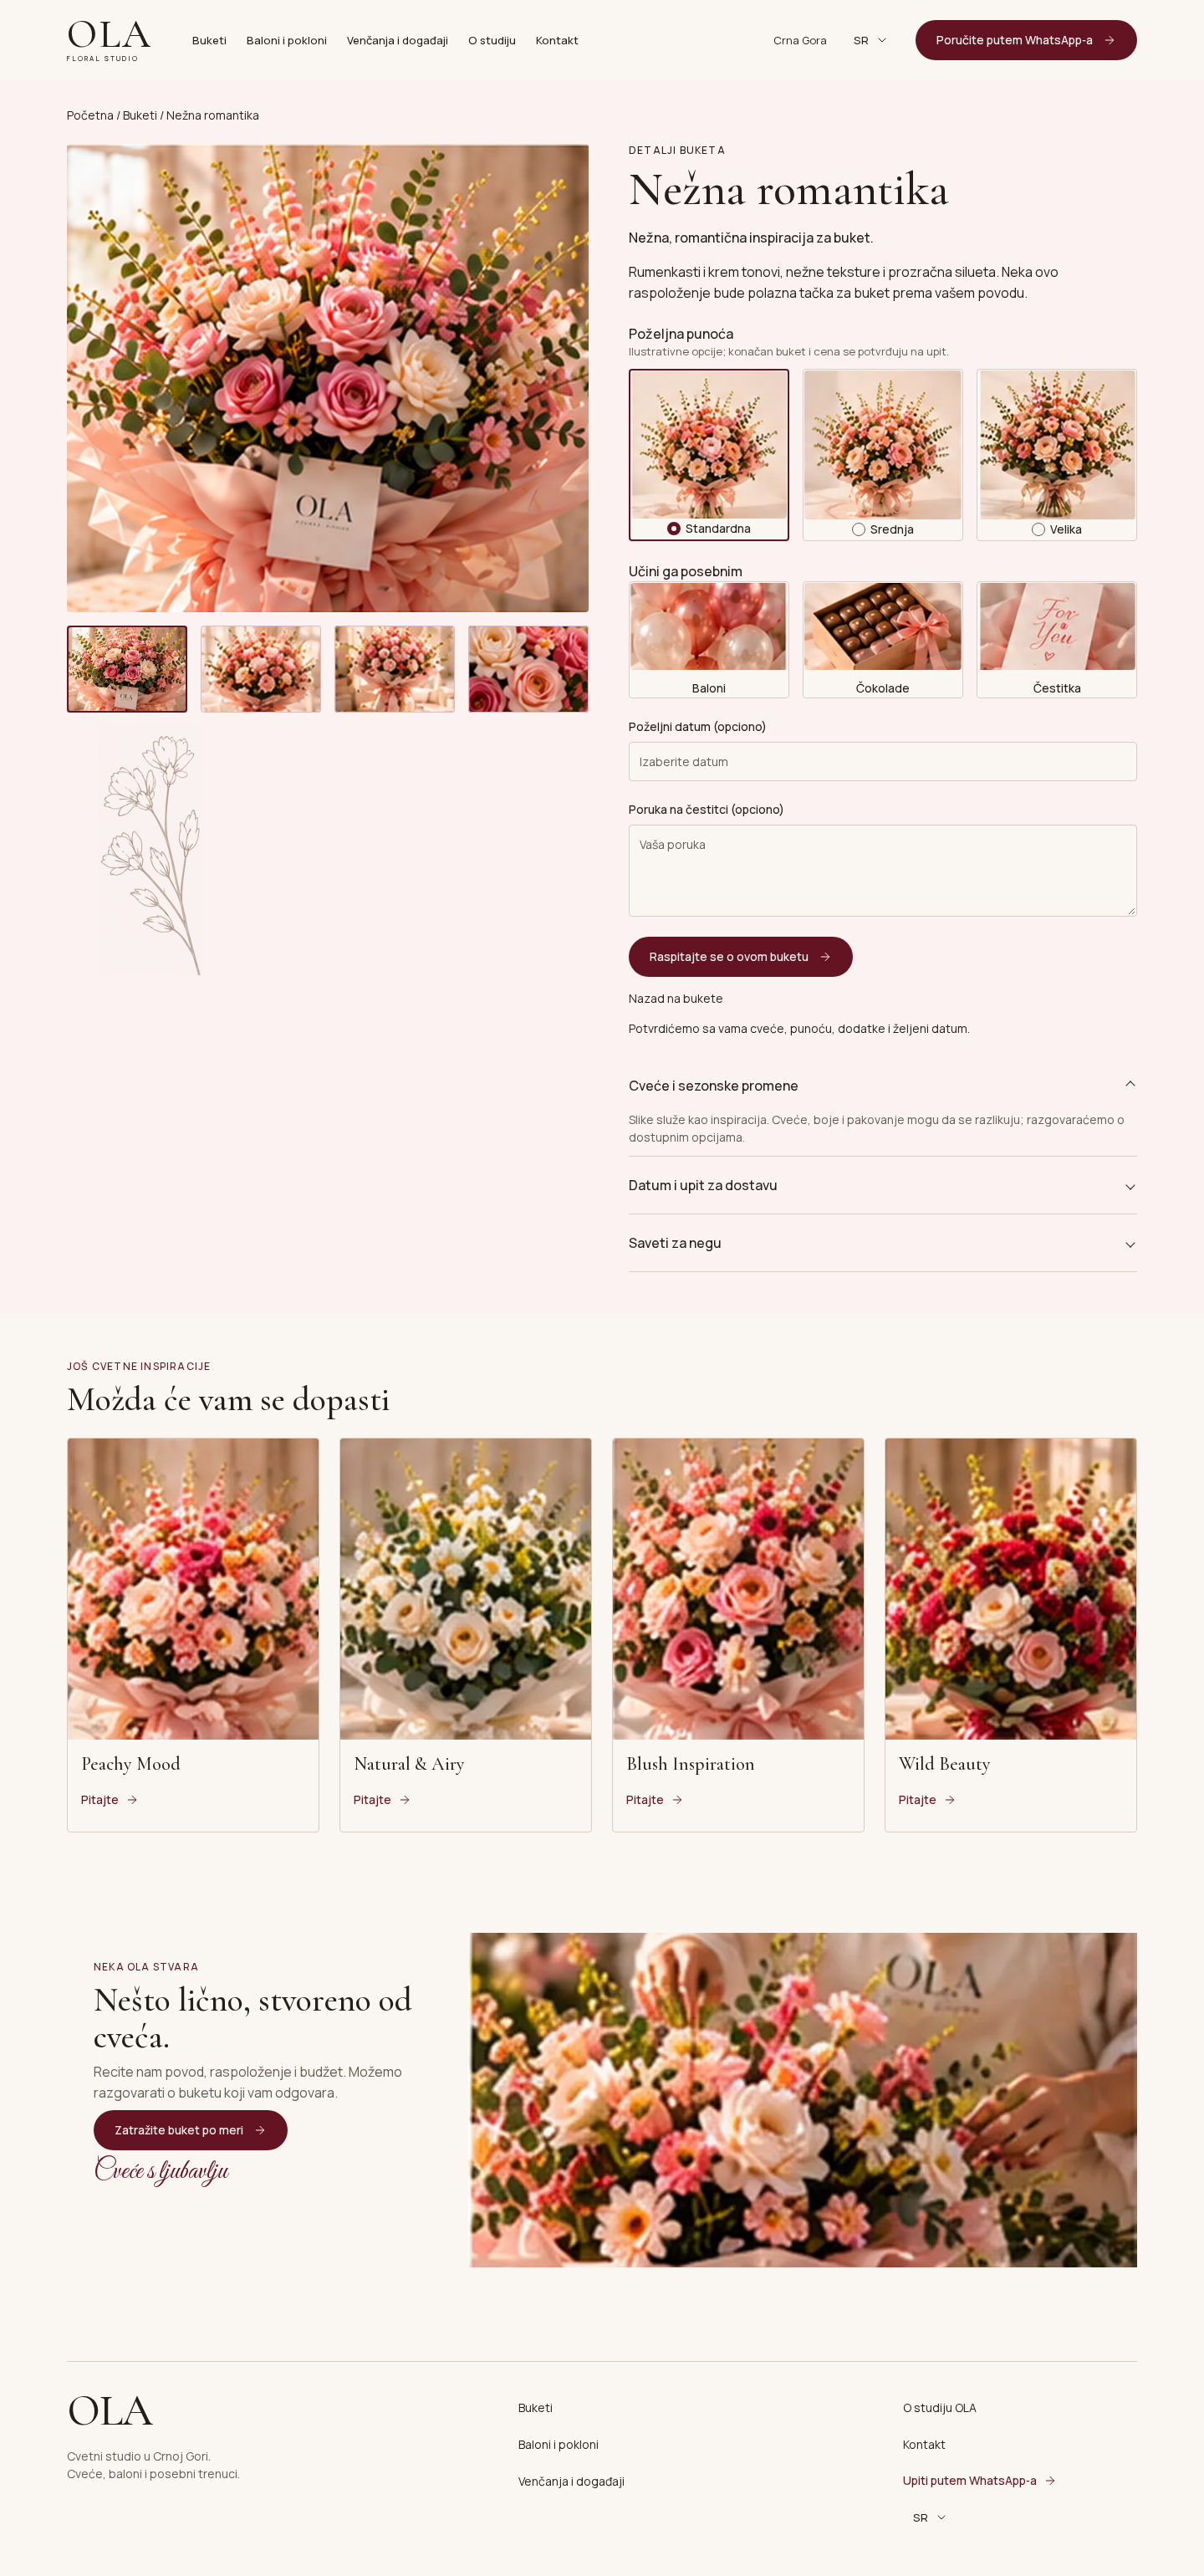 OLA
FLORAL STUDIO
Buketi
Baloni i pokloni
Venčanja i događaji
O studiju
Kontakt
Crna Gora
SR
Poručite putem WhatsApp-a
Početna / Buketi / Nežna romantika
OLA
OLA
DETALJI BUKETA
Nežna romantika
Nežna, romantična inspiracija za buket.
Rumenkasti i krem tonovi, nežne teksture i prozračna silueta. Neka ovo
raspoloženje bude polazna tačka za buket prema vašem povodu.
Poželjna punoća
Ilustrativne opcije; konačan buket i cena se potvrđuju na upit.
Standardna
Srednja
Velika
Učini ga posebnim
For
You
Baloni
Čokolade
Čestitka
Poželjni datum (opciono)
Izaberite datum
Poruka na čestitci (opciono)
Vaša poruka
Raspitajte se o ovom buketu
Nazad na bukete
Potvrdićemo sa vama cveće, punoću, dodatke i željeni datum.
Cveće i sezonske promene
Slike služe kao inspiracija. Cveće, boje i pakovanje mogu da se razlikuju; razgovaraćemo o
dostupnim opcijama.
Datum i upit za dostavu
Saveti za negu
JOŠ CVETNE INSPIRACIJE
Možda će vam se dopasti
Peachy Mood
Pitajte
Natural & Airy
Pitajte
Blush Inspiration
Pitajte
Wild Beauty
Pitajte
NEKA OLA STVARA
Nešto lično, stvoreno od
cveća.
Recite nam povod, raspoloženje i budžet. Možemo
razgovarati o buketu koji vam odgovara.
Zatražite buket po meri
Cveće s ljubavlju
OLA
OLA
Cvetni studio u Crnoj Gori.
Cveće, baloni i posebni trenuci.
Buketi
Baloni i pokloni
Venčanja i događaji
O studiju OLA
Kontakt
Upiti putem WhatsApp-a
SR